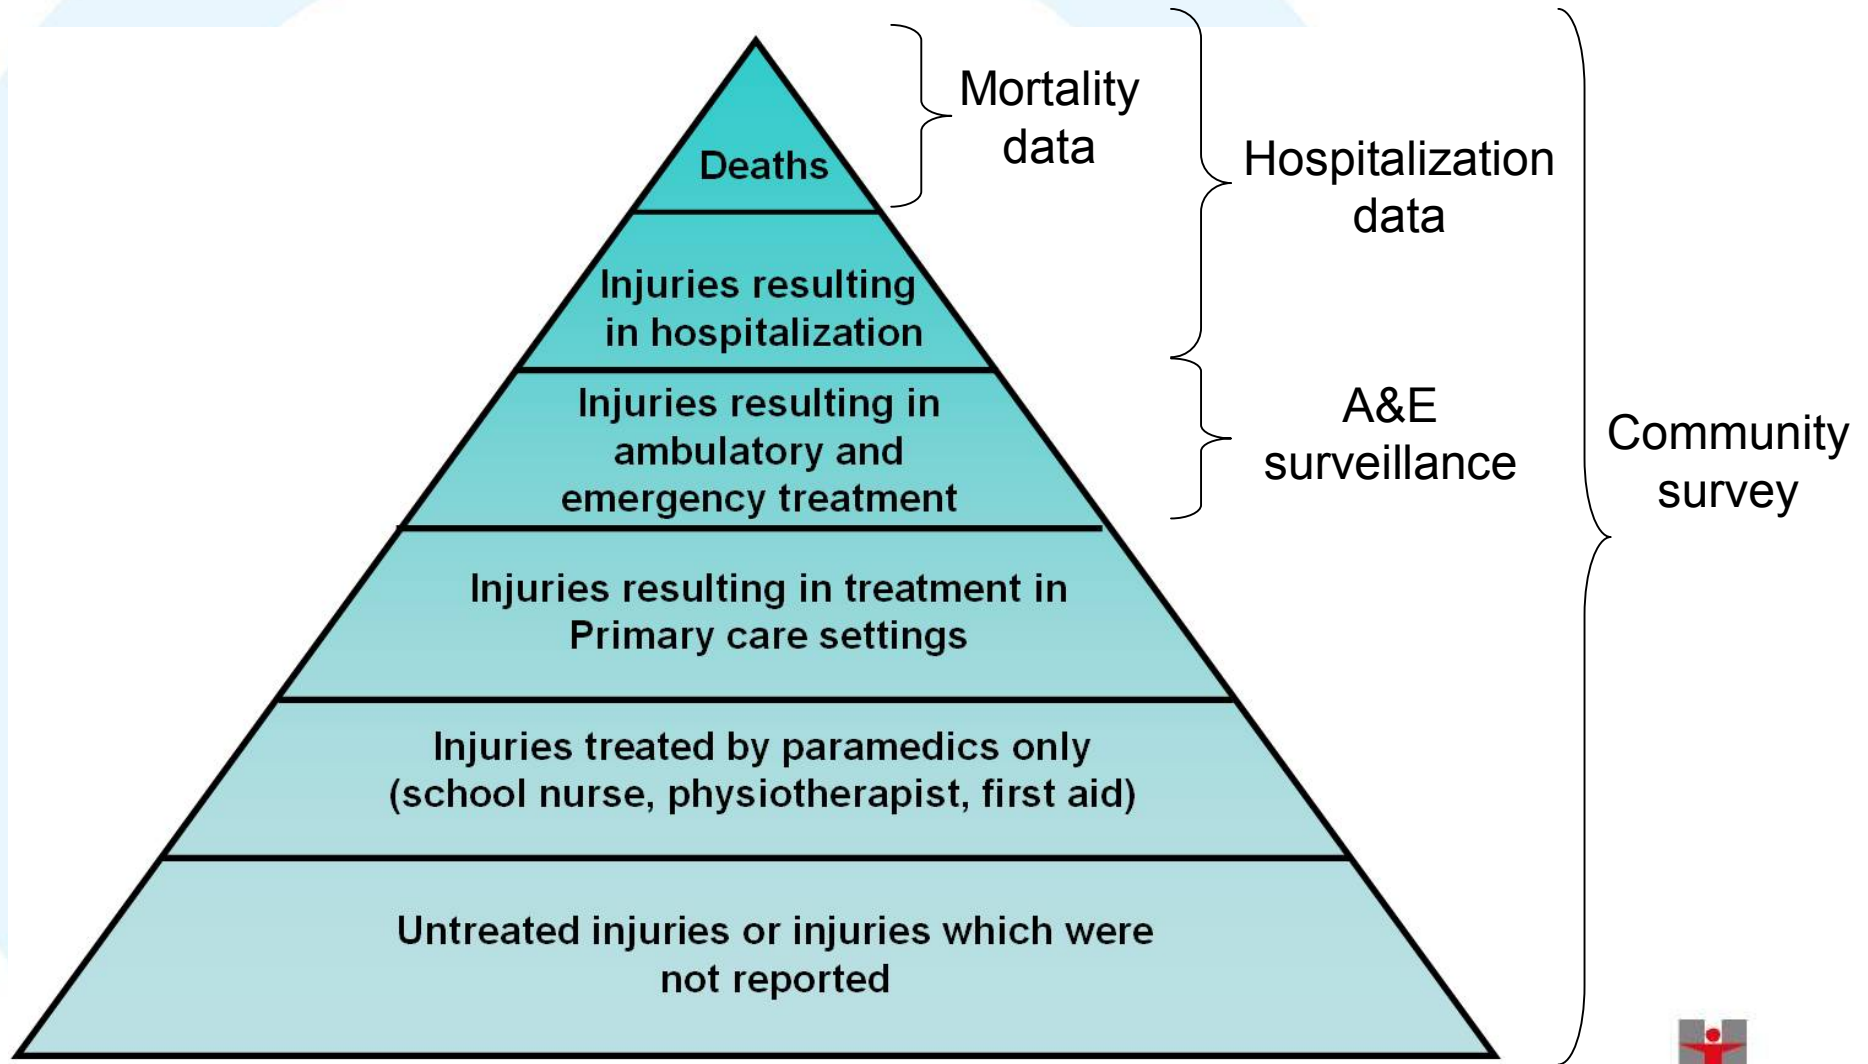 Deaths
Injuries resulting
in hospitalization
Injuries resulting in
ambulatory and
emergency treatment
Injuries resulting in treatment in
Primary care settings
Injuries treated by paramedics only
(school nurse, physiotherapist, first aid)
Untreated injuries or injuries which were
not reported
Mortality
data
Hospitalization
data
A&E
surveillance
Community
survey